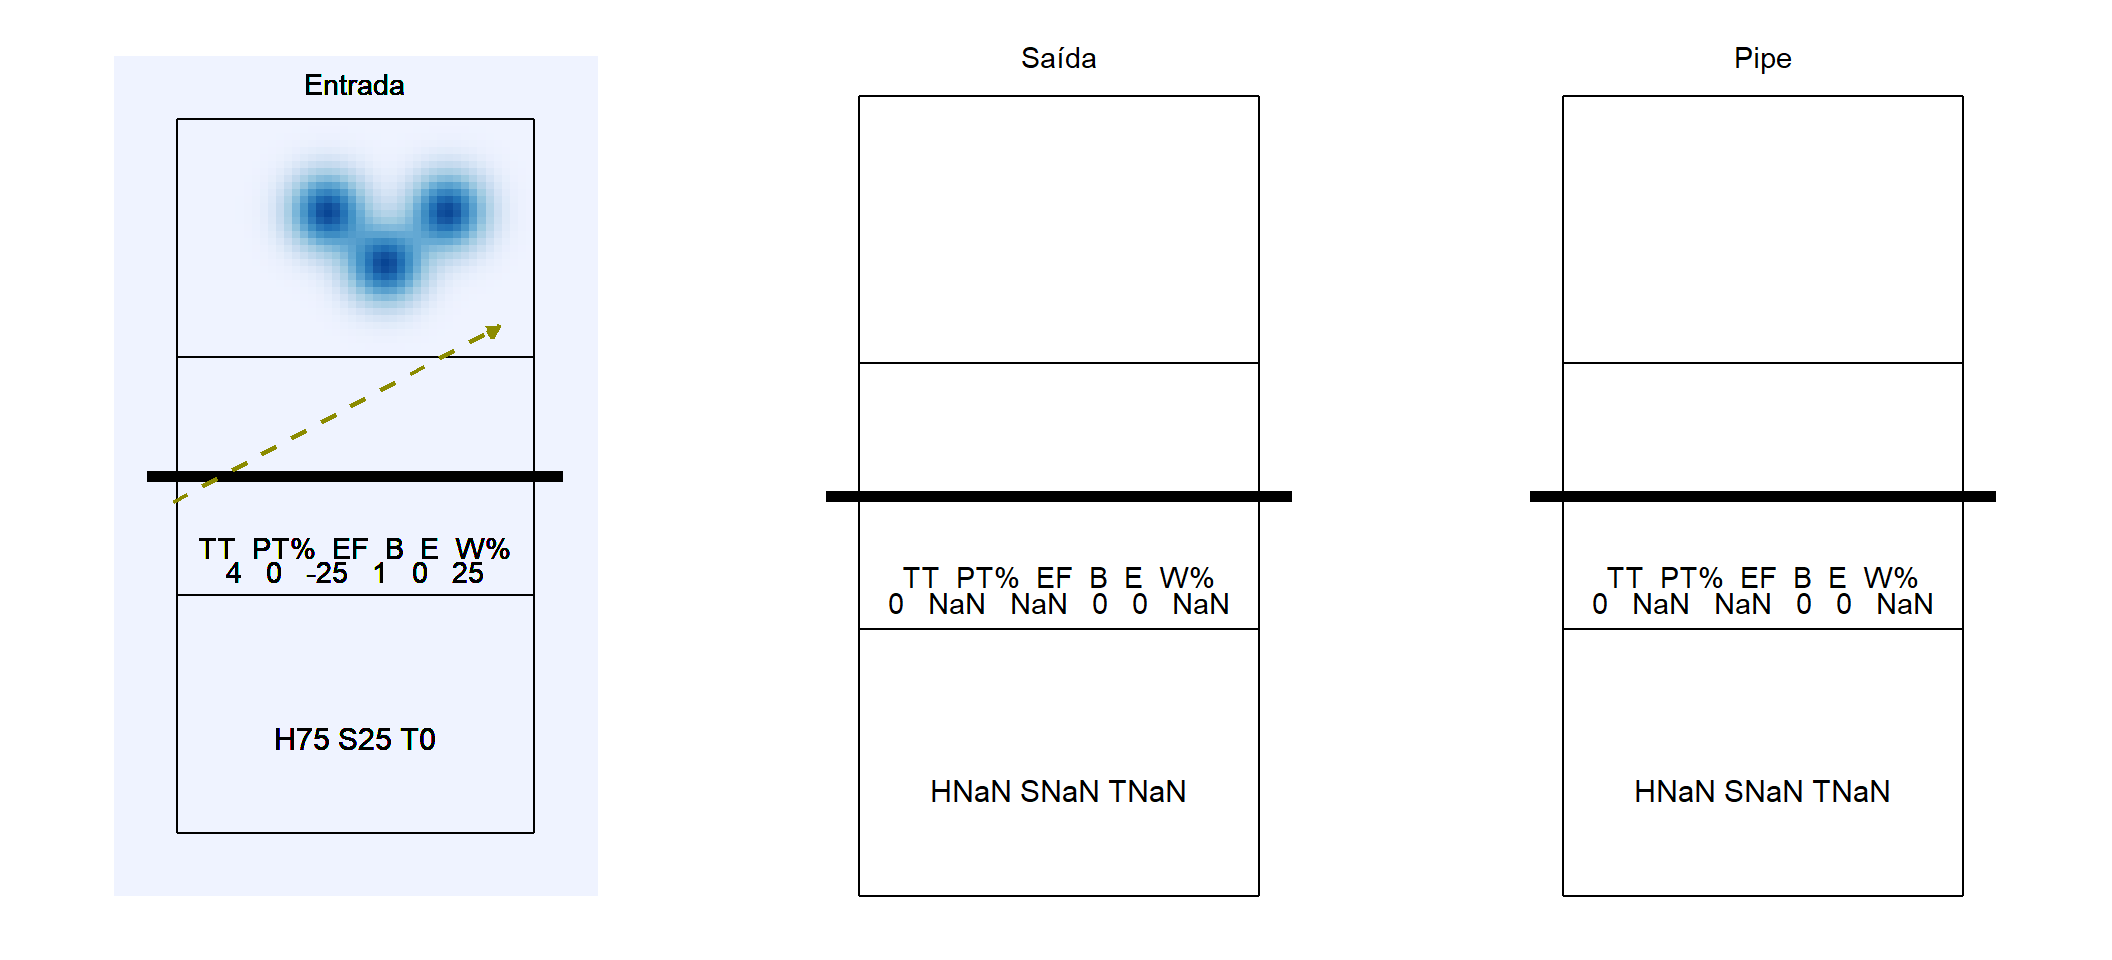 Entrada
TT PT% EF B E W%
4 0 -25 1 0 25
H75 S25 T0
Saída
TT PT% EF B E W%
0 NaN NaN 0 0 NaN
HNaN SNaN TNaN
Pipe
TT PT% EF B E W%
0 NaN NaN 0 0 NaN
HNaN SNaN TNaN